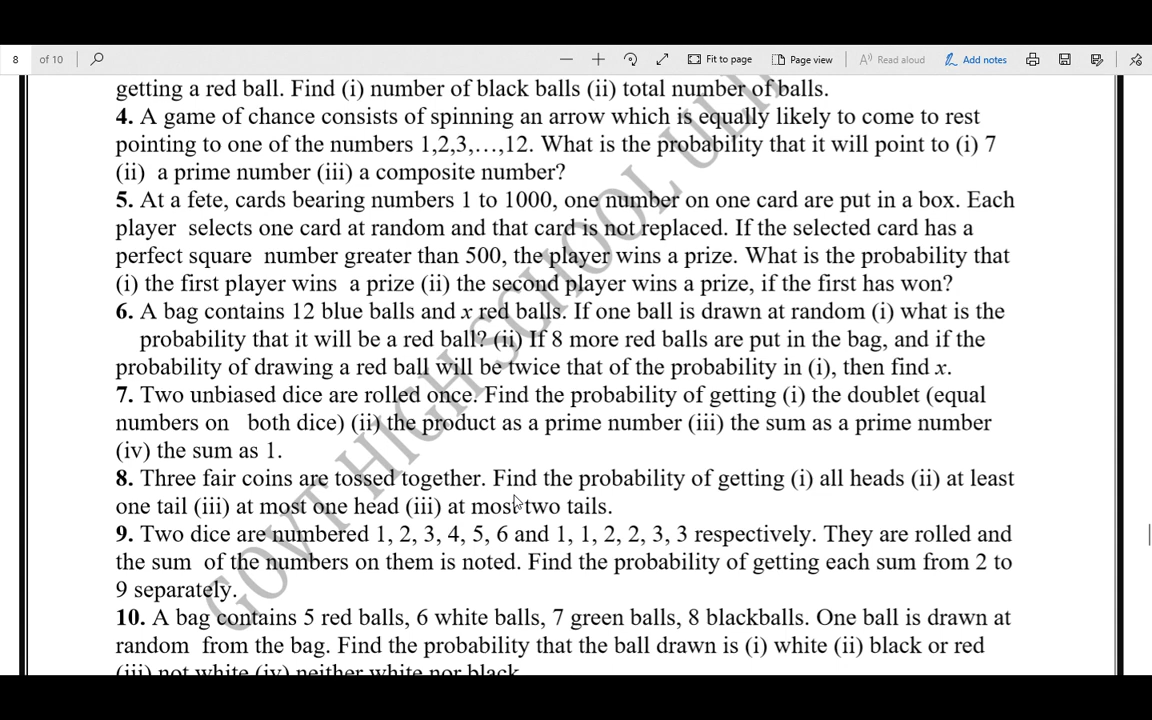 8 of 10 Fit to page Page view Read aloud Add notes
getting a red ball. Find (i) number of black balls (ii) total number of balls.
4. A game of chance consists of spinning an arrow which is equally likely to come to rest
pointing to one of the numbers 1,2,3,…,12. What is the probability that it will point to (i) 7
(ii) a prime number (iii) a composite number?
5. At a fete, cards bearing numbers 1 to 1000, one number on one card are put in a box. Each
player selects one card at random and that card is not replaced. If the selected card has a
perfect square number greater than 500, the player wins a prize. What is the probability that
(i) the first player wins a prize (ii) the second player wins a prize, if the first has won?
6. A bag contains 12 blue balls and x red balls. If one ball is drawn at random (i) what is the
probability that it will be a red ball? (ii) If 8 more red balls are put in the bag, and if the
probability of drawing a red ball will be twice that of the probability in (i), then find x.
7. Two unbiased dice are rolled once. Find the probability of getting (i) the doublet (equal
numbers on both dice) (ii) the product as a prime number (iii) the sum as a prime number
(iv) the sum as 1.
8. Three fair coins are tossed together. Find the probability of getting (i) all heads (ii) at least
one tail (iii) at most one head (iii) at most two tails.
9. Two dice are numbered 1, 2, 3, 4, 5, 6 and 1, 1, 2, 2, 3, 3 respectively. They are rolled and
the sum of the numbers on them is noted. Find the probability of getting each sum from 2 to
9 separately.
10. A bag contains 5 red balls, 6 white balls, 7 green balls, 8 blackballs. One ball is drawn at
random from the bag. Find the probability that the ball drawn is (i) white (ii) black or red
(iii) not white (iv) neither white nor black
GOVT HIGH SCHOOL